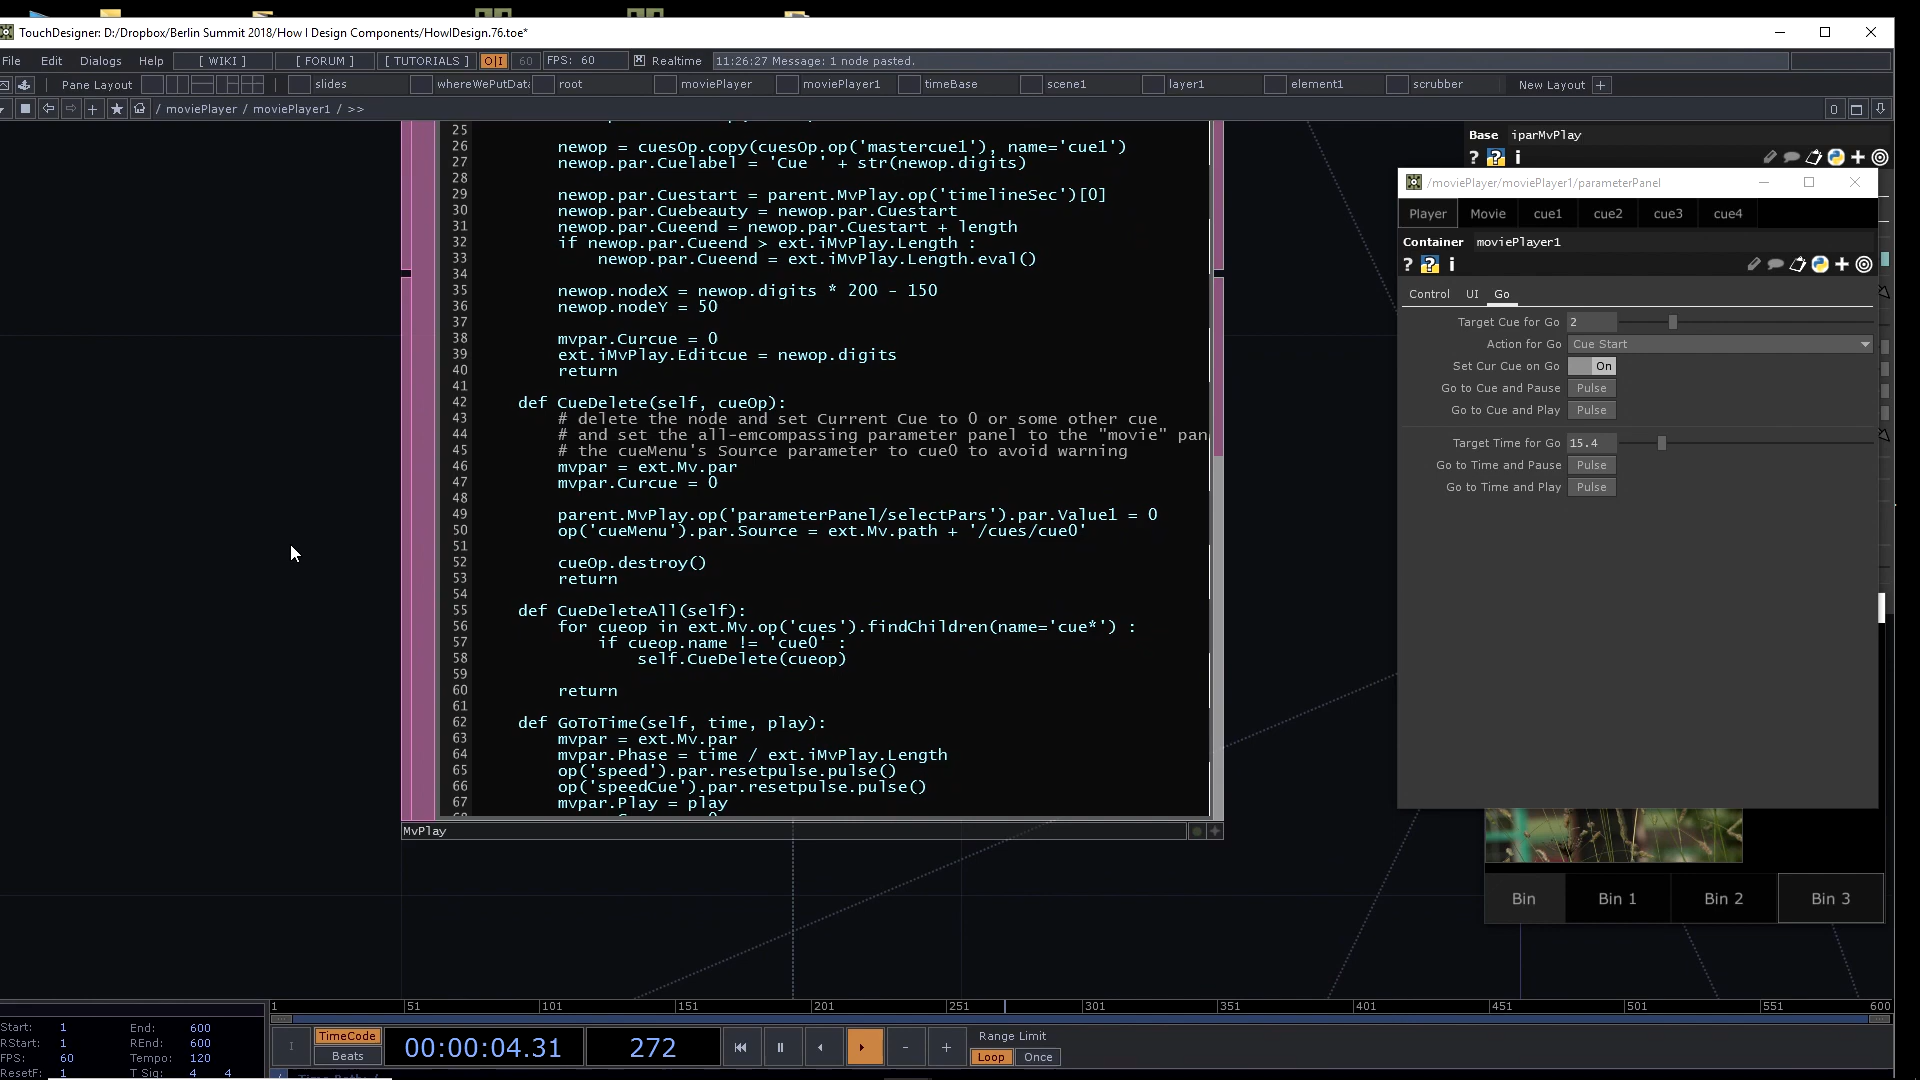 TouchDesigner: D:/Dropbox/Berlin Summit 2018/How I Design Components/HowIDesign.76.toe*
File Edit Dialogs Help [ WIKI ] [ FORUM ] [ TUTORIALS ] O|I 60 FPS: 60 Realtime 11:26:27 Message: 1 node pasted.
Pane Layout slides whereWePutData root moviePlayer moviePlayer1 timeBase scene1 layer1 element1 scrubber New Layout +
/ moviePlayer / moviePlayer1 / >> 0
25
26 newop = cuesOp.copy(cuesOp.op('mastercue1'), name='cue1')
27 newop.par.Cuelabel = 'Cue ' + str(newop.digits)
28
29 newop.par.Cuestart = parent.MvPlay.op('timelineSec')[0]
30 newop.par.Cuebeauty = newop.par.Cuestart
31 newop.par.Cueend = newop.par.Cuestart + length
32 if newop.par.Cueend > ext.iMvPlay.Length :
33 newop.par.Cueend = ext.iMvPlay.Length.eval()
34
35 newop.nodeX = newop.digits * 200 - 150
36 newop.nodeY = 50
37
38 mvpar.Curcue = 0
39 ext.iMvPlay.Editcue = newop.digits
40 return
41
42 def CueDelete(self, cueOp):
43 # delete the node and set Current Cue to 0 or some other cue
44 # and set the all-emcompassing parameter panel to the "movie" pan
45 # the cueMenu's Source parameter to cue0 to avoid warning
46 mvpar = ext.Mv.par
47 mvpar.Curcue = 0
48
49 parent.MvPlay.op('parameterPanel/selectPars').par.Value1 = 0
50 op('cueMenu').par.Source = ext.Mv.path + '/cues/cue0'
51
52 cueOp.destroy()
53 return
54
55 def CueDeleteAll(self):
56 for cueop in ext.Mv.op('cues').findChildren(name='cue*') :
57 if cueop.name != 'cue0' :
58 self.CueDelete(cueop)
59
60 return
61
62 def GoToTime(self, time, play):
63 mvpar = ext.Mv.par
64 mvpar.Phase = time / ext.iMvPlay.Length
65 op('speed').par.resetpulse.pulse()
66 op('speedCue').par.resetpulse.pulse()
67 mvpar.Play = play
MvPlay
Base iparMvPlay
? ? i
/moviePlayer/moviePlayer1/parameterPanel
Player Movie cue1 cue2 cue3 cue4
Container moviePlayer1
? ? i
Control UI Go
Target Cue for Go 2
Action for Go Cue Start
Set Cur Cue on Go On
Go to Cue and Pause Pulse
Go to Cue and Play Pulse
Target Time for Go 15.4
Go to Time and Pause Pulse
Go to Time and Play Pulse
Bin Bin 1 Bin 2 Bin 3
1 51 101 151 201 251 301 351 401 451 501 551 600
Start: 1 End: 600
RStart: 1 REnd: 600
FPS: 60 Tempo: 120
ResetF: 1 T Sig: 4 4
I TimeCode Beats 00:00:04.31 272 - + Range Limit
Loop Once